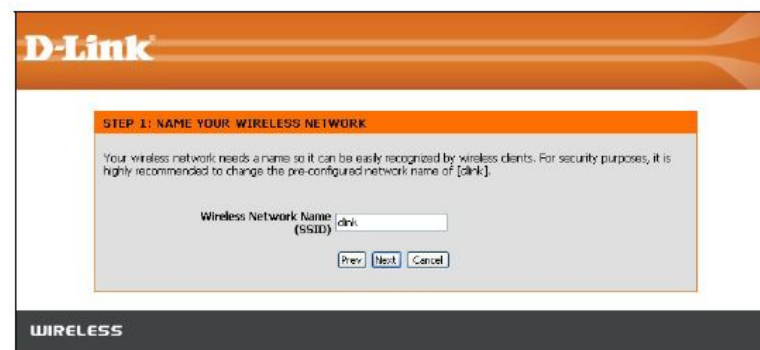 D-Link
STEP 1: NAME YOUR WIRELESS NETWORK
Your wireless network needs a name so it can be easily recognized by wireless clients. For security purposes, it is
highly recommended to change the pre-configured network name of [dlink].
Wireless Network Name
(SSID)
dlink
Prev Next Cancel
WIRELESS